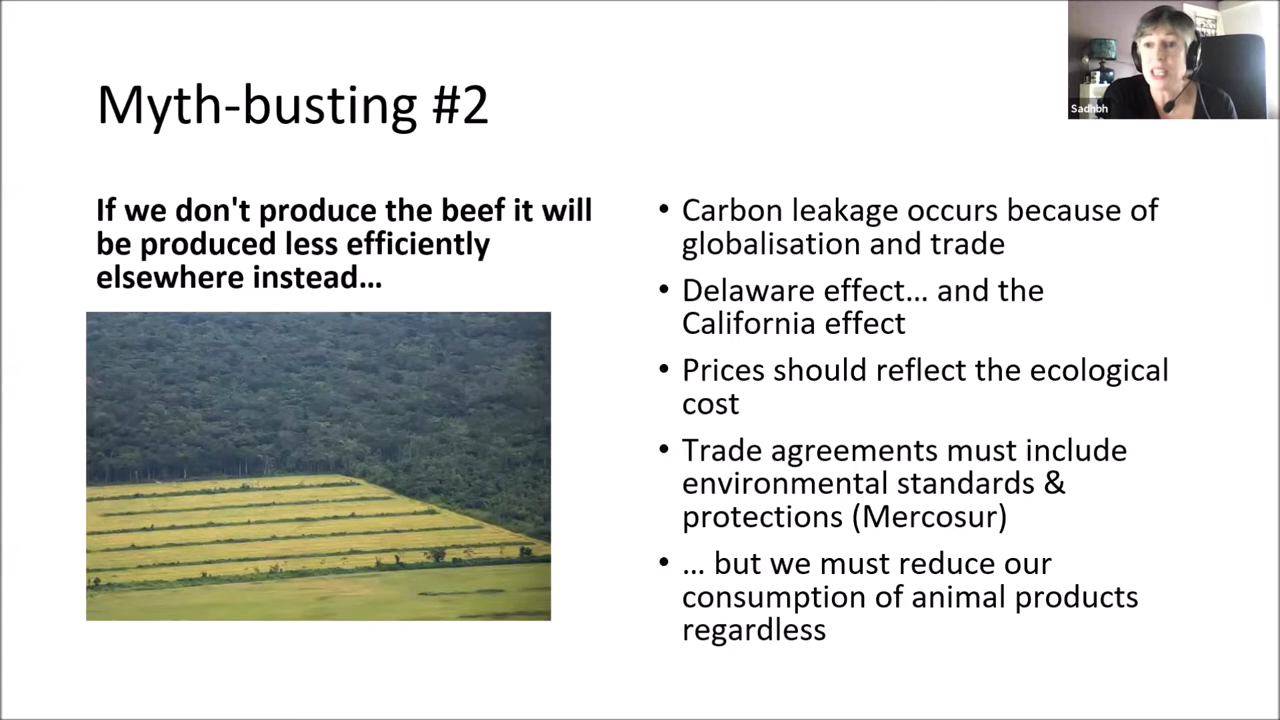 Myth-busting #2
Sadhbh
If we don't produce the beef it will
be produced less efficiently
elsewhere instead…
• Carbon leakage occurs because of
globalisation and trade
• Delaware effect… and the
California effect
• Prices should reflect the ecological
cost
• Trade agreements must include
environmental standards &
protections (Mercosur)
• … but we must reduce our
consumption of animal products
regardless